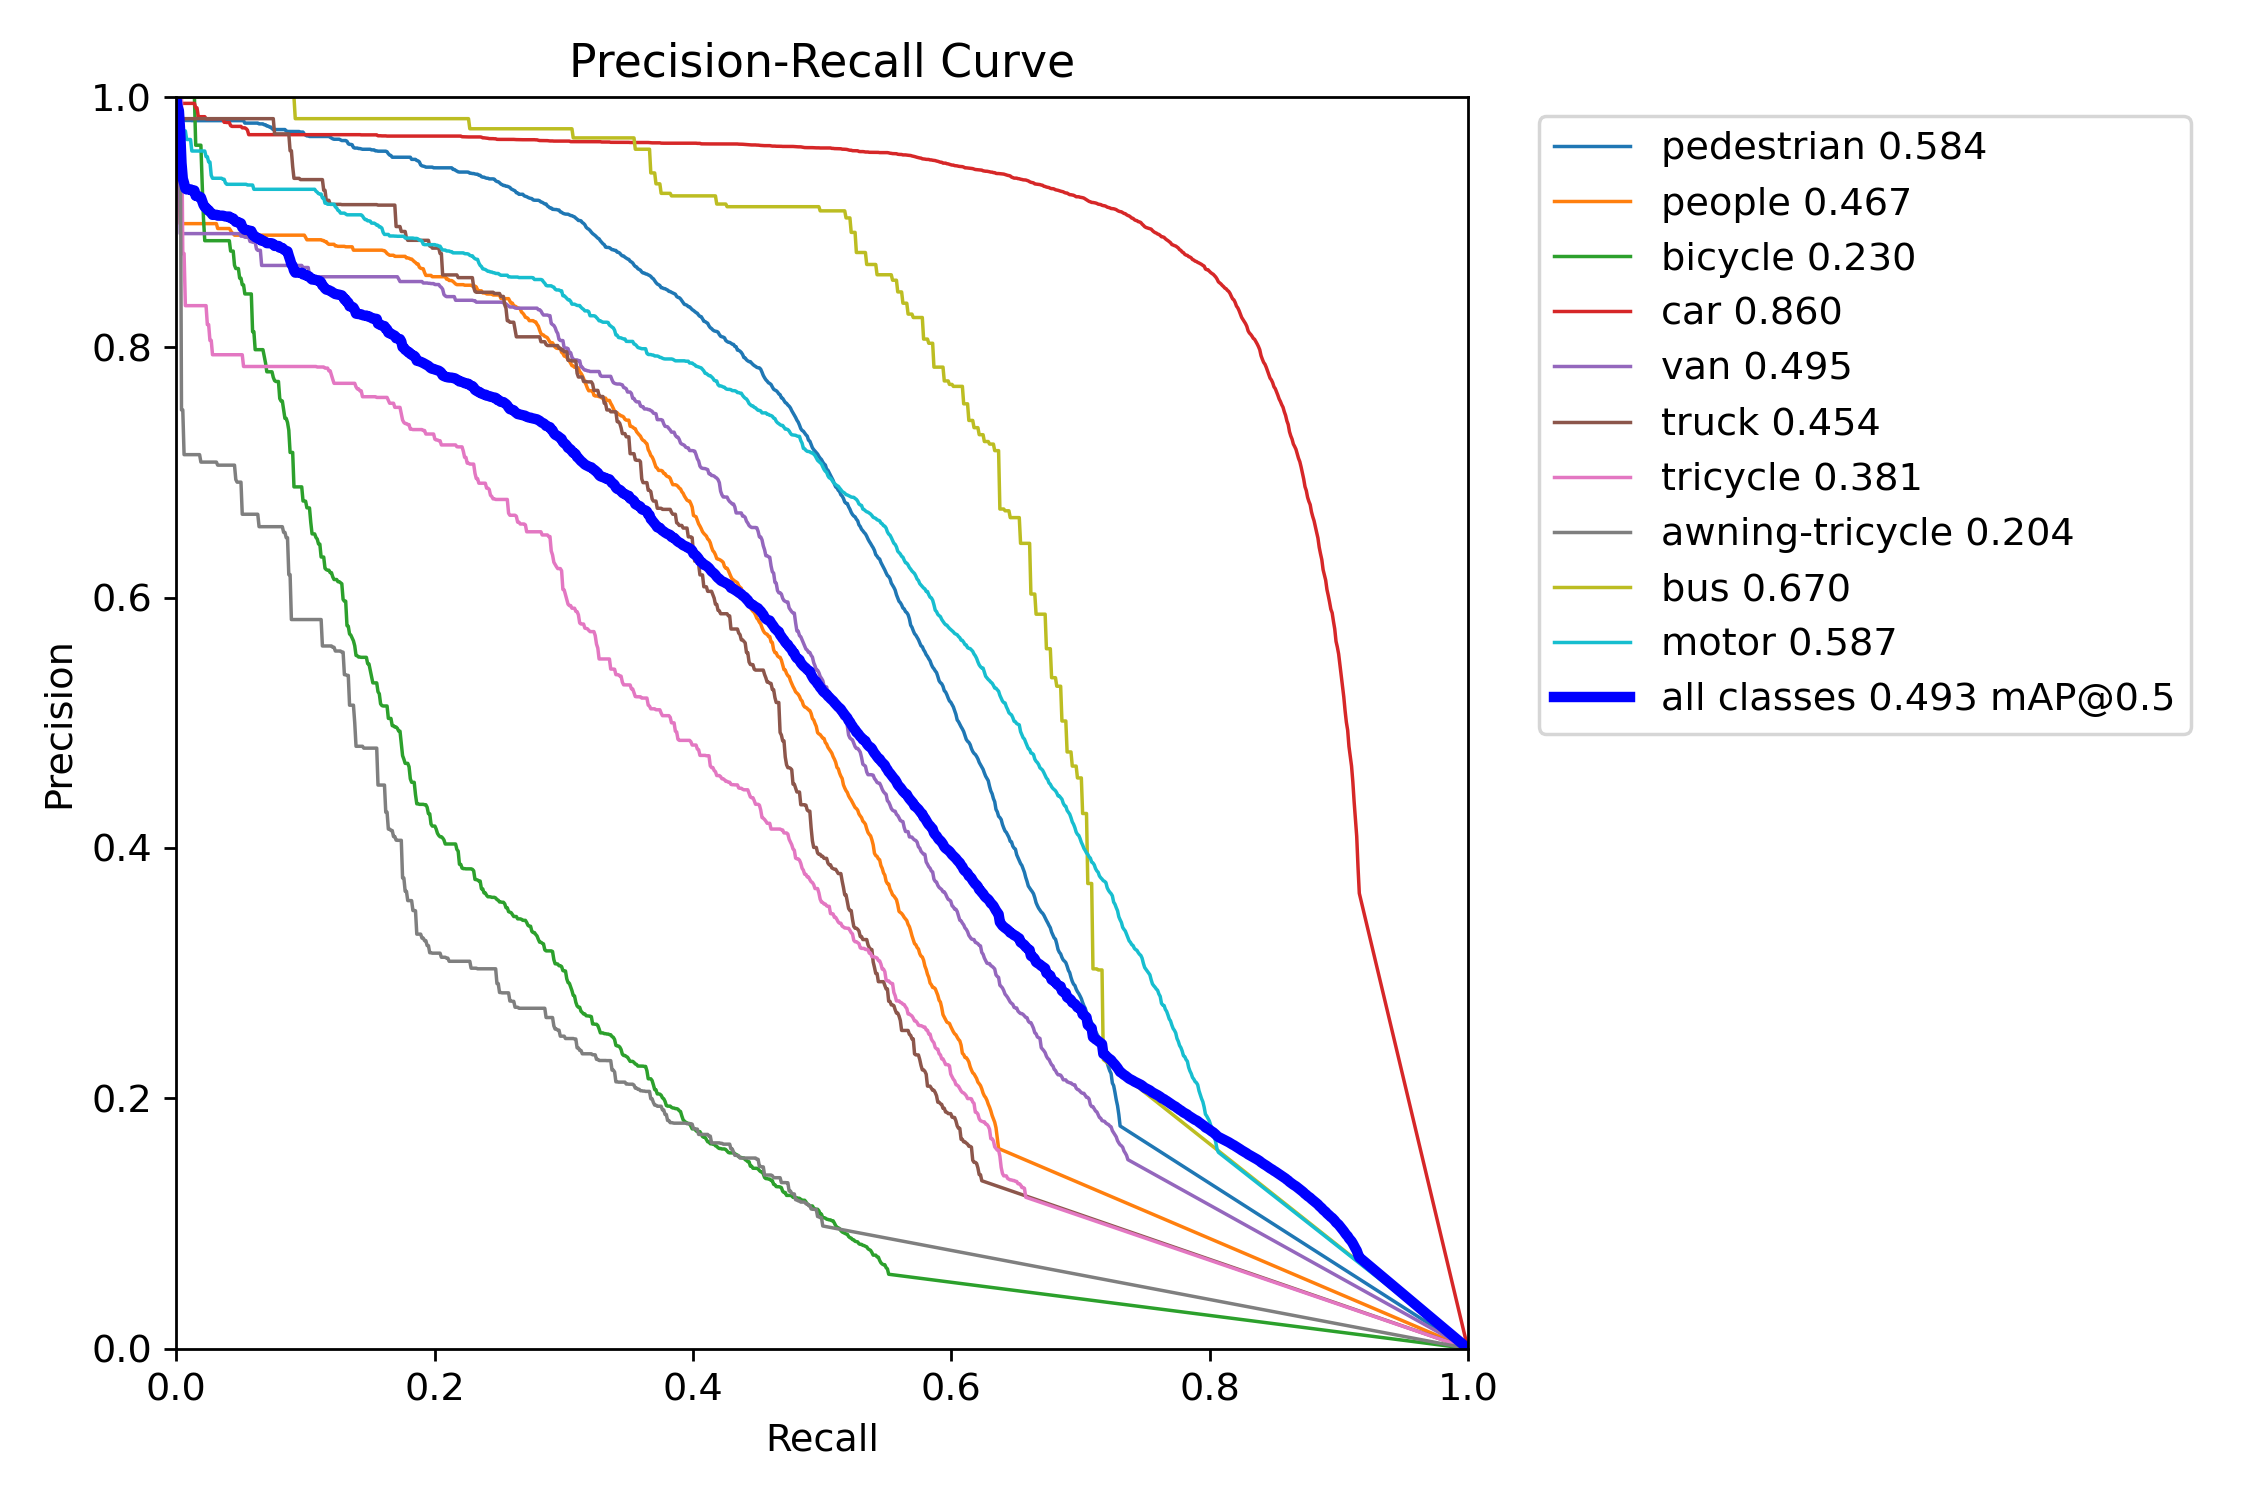 Precision-Recall Curve
1.0
0.8
0.6
0.4
0.2
0.0
Precision
0.0 0.2 0.4 0.6 0.8 1.0
Recall
pedestrian 0.584
people 0.467
bicycle 0.230
car 0.860
van 0.495
truck 0.454
tricycle 0.381
awning-tricycle 0.204
bus 0.670
motor 0.587
all classes 0.493 mAP@0.5